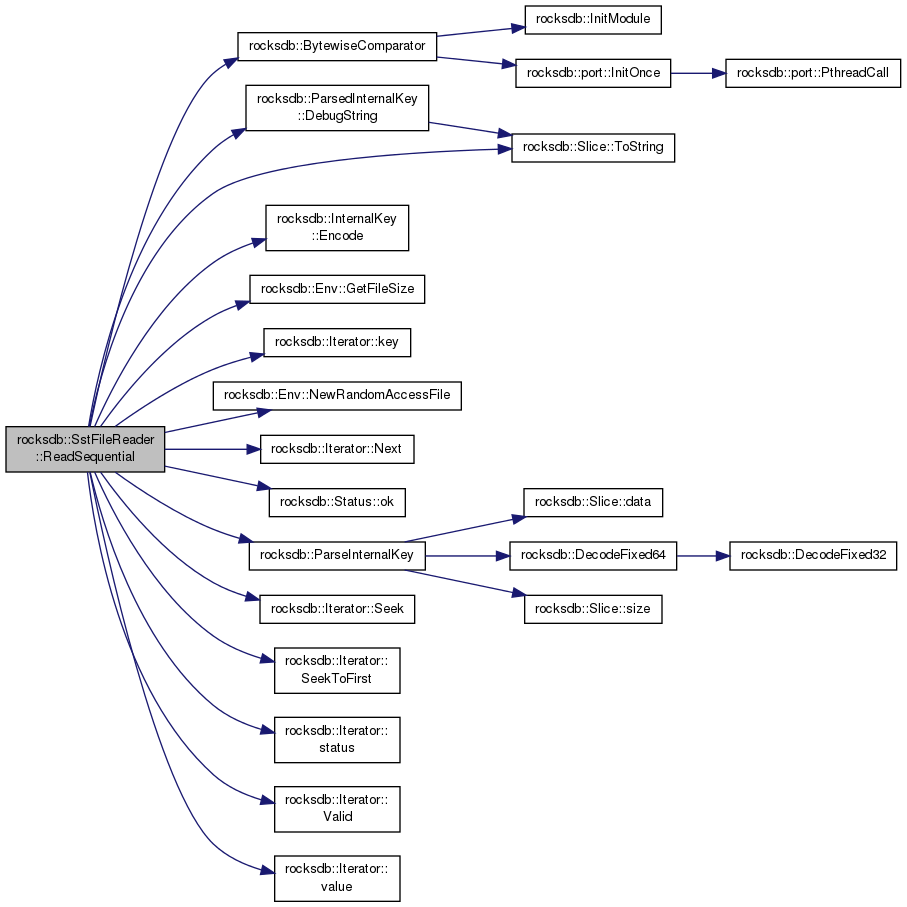 rocksdb::InitModule
rocksdb::BytewiseComparator
rocksdb::port::InitOnce
rocksdb::port::PthreadCall
rocksdb::ParsedInternalKey
::DebugString
rocksdb::Slice::ToString
rocksdb::InternalKey
::Encode
rocksdb::Env::GetFileSize
rocksdb::Iterator::key
rocksdb::Env::NewRandomAccessFile
rocksdb::SstFileReader
::ReadSequential
rocksdb::Iterator::Next
rocksdb::Status::ok
rocksdb::Slice::data
rocksdb::ParseInternalKey
rocksdb::DecodeFixed64
rocksdb::DecodeFixed32
rocksdb::Iterator::Seek
rocksdb::Slice::size
rocksdb::Iterator::
SeekToFirst
rocksdb::Iterator::
status
rocksdb::Iterator::
Valid
rocksdb::Iterator::
value